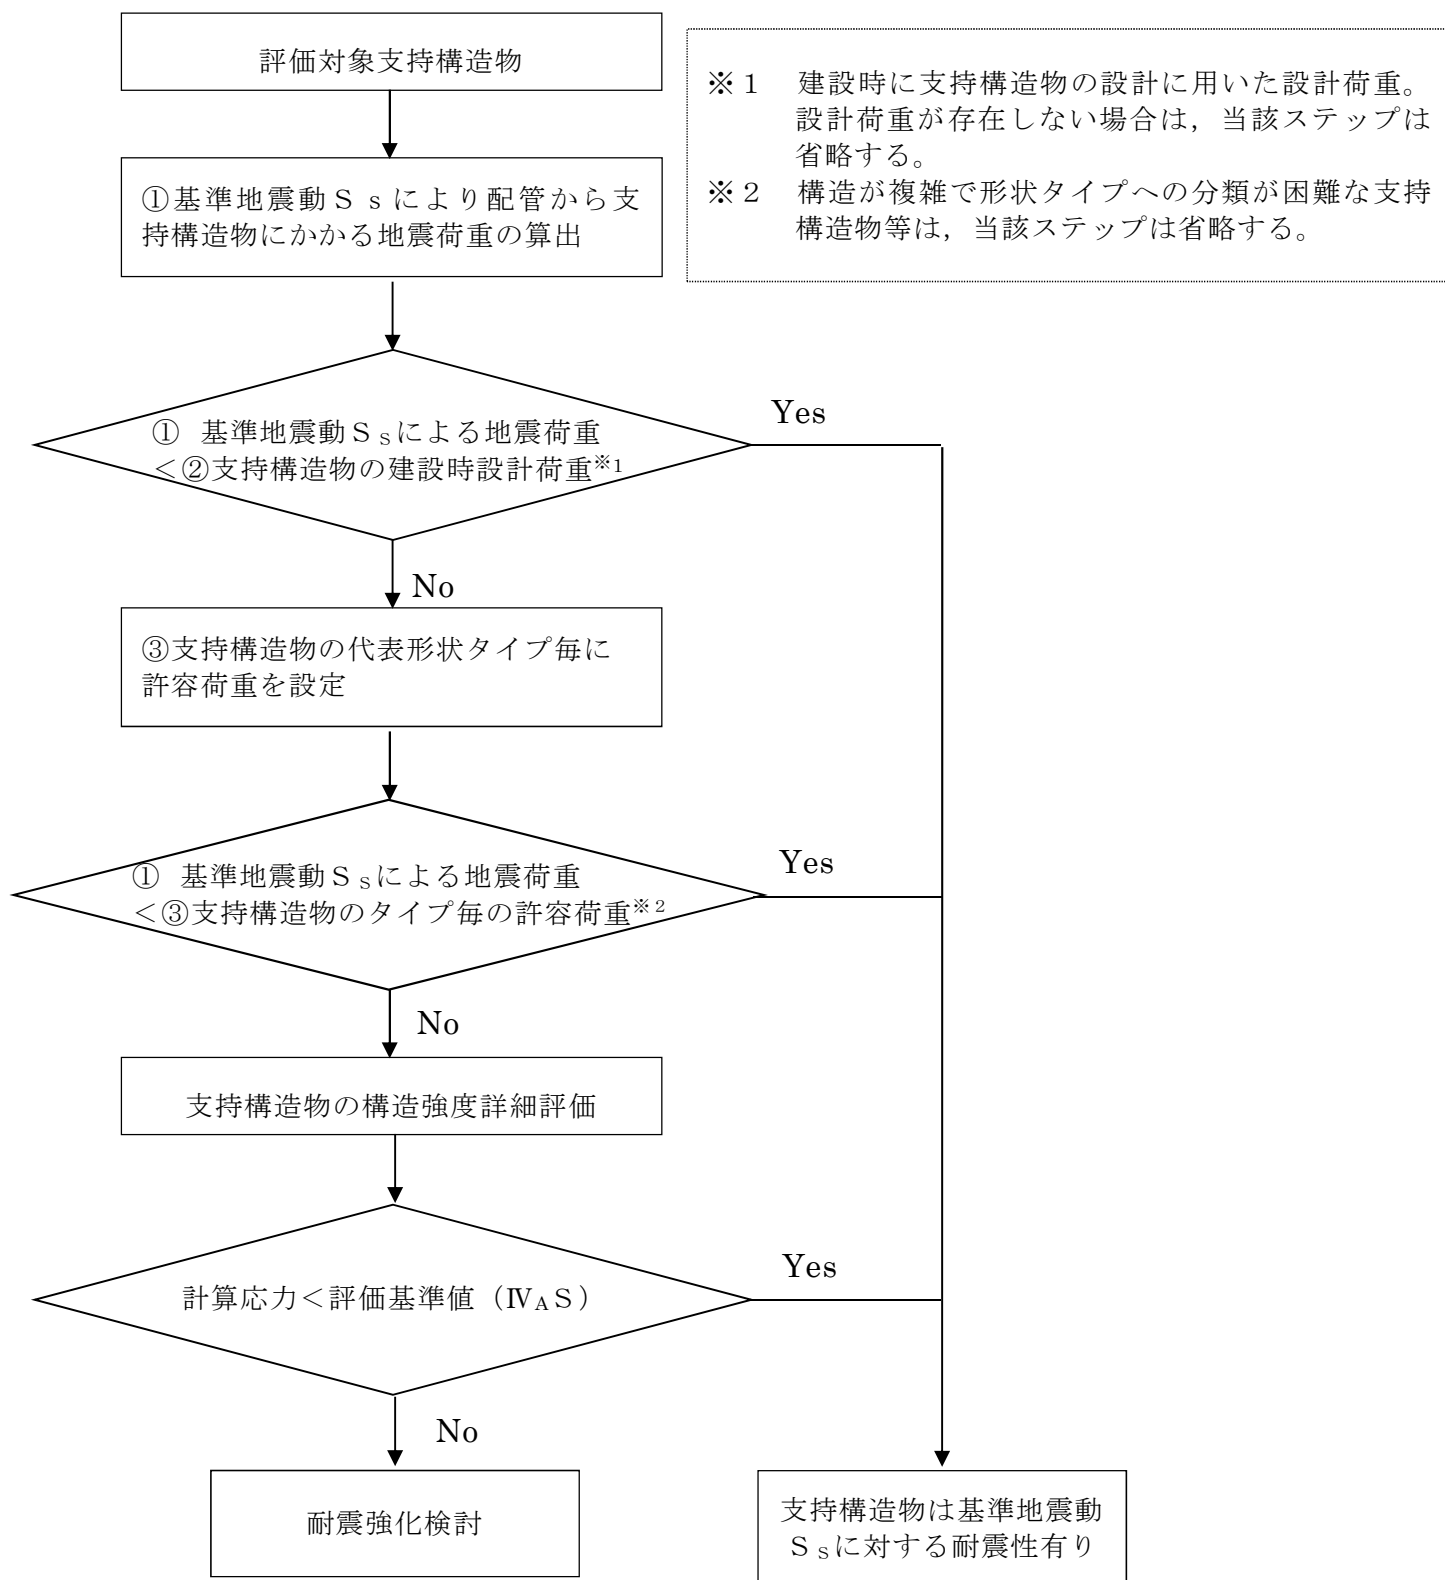 評価対象支持構造物
※１　建設時に支持構造物の設計に用いた設計荷重。
設計荷重が存在しない場合は，当該ステップは
省略する。
※２　構造が複雑で形状タイプへの分類が困難な支持
構造物等は，当該ステップは省略する。
①基準地震動Ｓｓにより配管から支
持構造物にかかる地震荷重の算出
①　基準地震動Ｓsによる地震荷重
＜②支持構造物の建設時設計荷重※1
Yes
No
③支持構造物の代表形状タイプ毎に
許容荷重を設定
①　基準地震動Ｓsによる地震荷重
＜③支持構造物のタイプ毎の許容荷重※2
Yes
No
支持構造物の構造強度詳細評価
計算応力＜評価基準値（ⅣAＳ）
Yes
No
耐震強化検討
支持構造物は基準地震動
Ｓsに対する耐震性有り